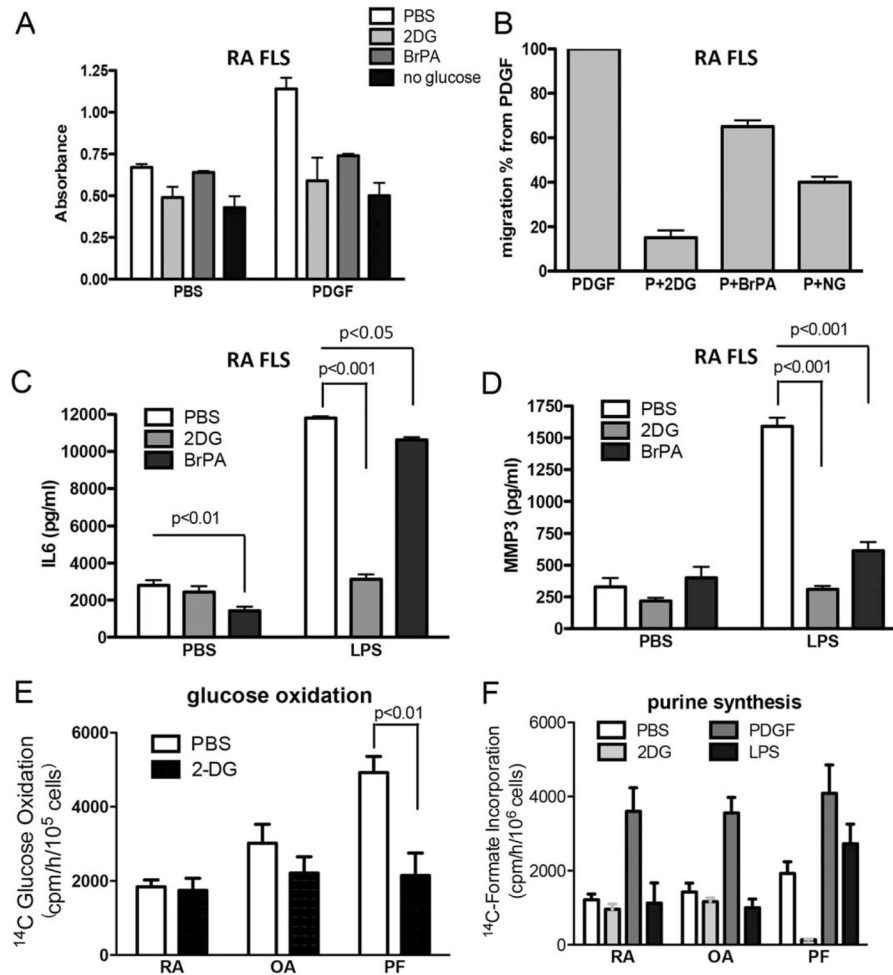 A
RA FLS
PBS
2DG
BrPA
no glucose
Absorbance
1.25
1.00
0.75
0.50
0.25
0.00
PBS PDGF
B
RA FLS
migration % from PDGF
100
80
60
40
20
0
PDGF P+2DG P+BrPA P+NG
C
RA FLS
p<0.05
p<0.001
p<0.01
PBS
2DG
BrPA
IL6 (pg/ml)
12000
10000
8000
6000
4000
2000
0
PBS LPS
D
RA FLS
p<0.001
p<0.001
PBS
2DG
BrPA
MMP3 (pg/ml)
1750
1500
1250
1000
750
500
250
0
PBS LPS
E
glucose oxidation
p<0.01
PBS
2-DG
14C Glucose Oxidation
(cpm/h/10^5 cells)
6000
4000
2000
0
RA OA PF
F
purine synthesis
PBS PDGF
2DG LPS
14C-Formate Incorporation
(cpm/h/10^6 cells)
6000
4000
2000
0
RA OA PF